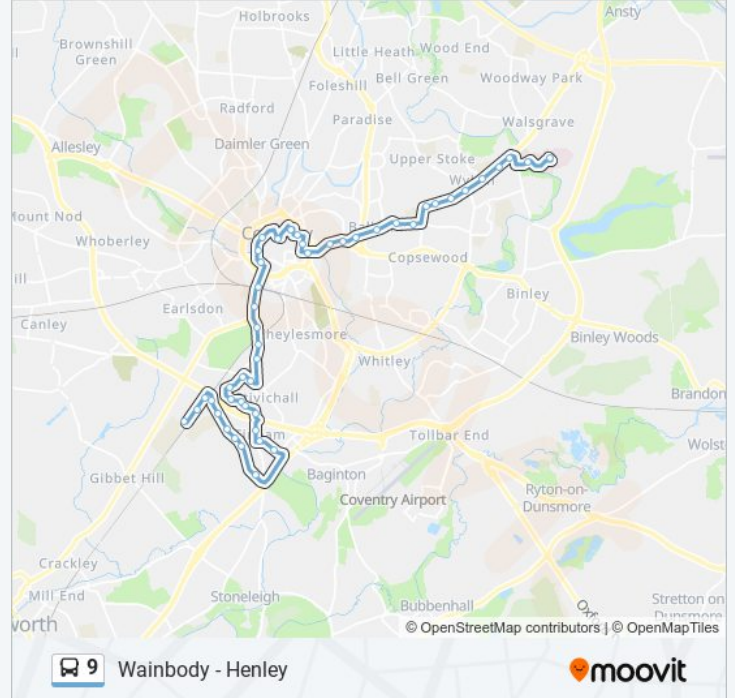 Ansty
Holbrooks
Brownshill
Green
Little Heath
Wood End
Foleshill
Bell Green
Woodway Park
Radford
Paradise
Walsgrave
Allesley
Daimler Green
Upper Stoke
Mount Nod
Whoberley
Copsewood
Binley
Earlsdon
Canley
Cheylesmore
Binley Woods
Whitley
Brandon
Tollbar End
Gibbet Hill
Baginton
Coventry Airport
Ryton-on-
Dunsmore
Crackley
Mill End
Stoneleigh
Bubbenhall
Stretton on
Dunsmore
© OpenStreetMap contributors | © OpenMapTiles
9 Wainbody - Henley
moovit